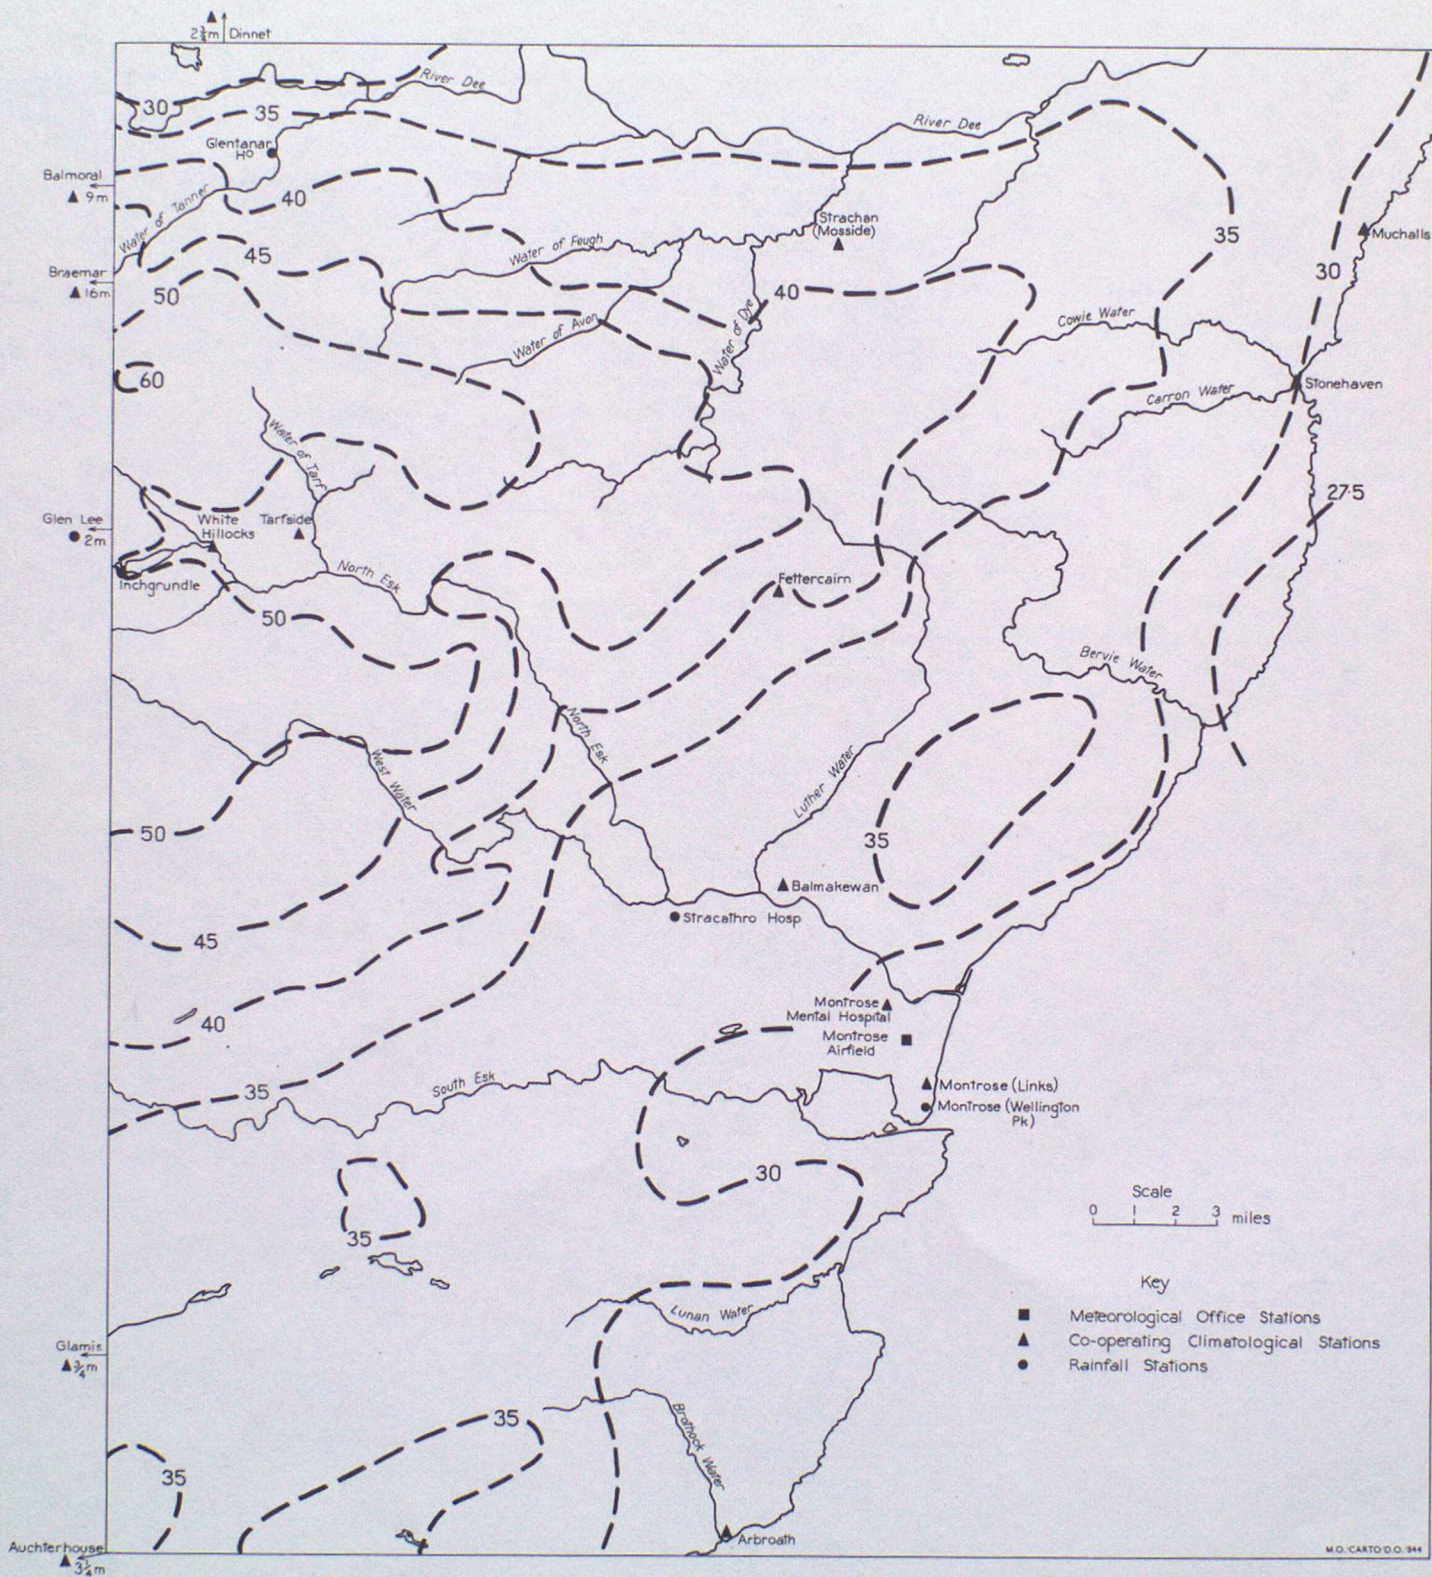 2¾m Dinnet
River Dee
30
35
River Dee
Glentanar
Hº
Balmoral
9m
40
Water of Tanner
Strachan
(Mosside)
Muchalls
35
Water of Feugh
45
Braemar
16m
50
30
40
Water of Dye
Cowie Water
Water of Avon
60
Stonehaven
Carron Water
Water of Tarf
27·5
Glen Lee
2m
White
Hillocks
Tarfside
Inchgrundle
North Esk
Fettercairn
50
Bervie Water
North Esk
West Water
Luther Water
50
35
Balmakewan
Stracathro Hosp
45
Montrose
Mental Hospital
40
Montrose
Airfield
South Esk
35
Montrose (Links)
Montrose (Wellington
Pk)
30
Scale
0 1 2 3 miles
35
Key
Lunan Water
Meteorological Office Stations
Glamis
¾m
Co-operating Climatological Stations
Rainfall Stations
35
Brothock Water
35
Auchterhouse
3¼m
Arbroath